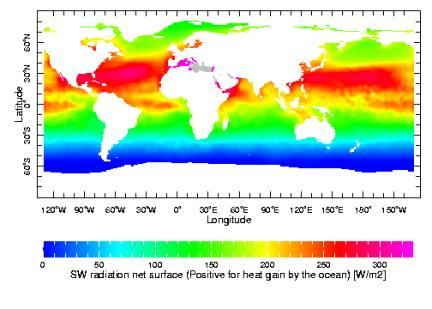 60°N
30°N
0°
30°S
60°S
Latitude
120°W 90°W 60°W 30°W 0° 30°E 60°E 90°E 120°E 150°E 180° 150°W
Longitude
0 50 100 150 200 250 300
SW radiation net surface (Positive for heat gain by the ocean) [W/m2]